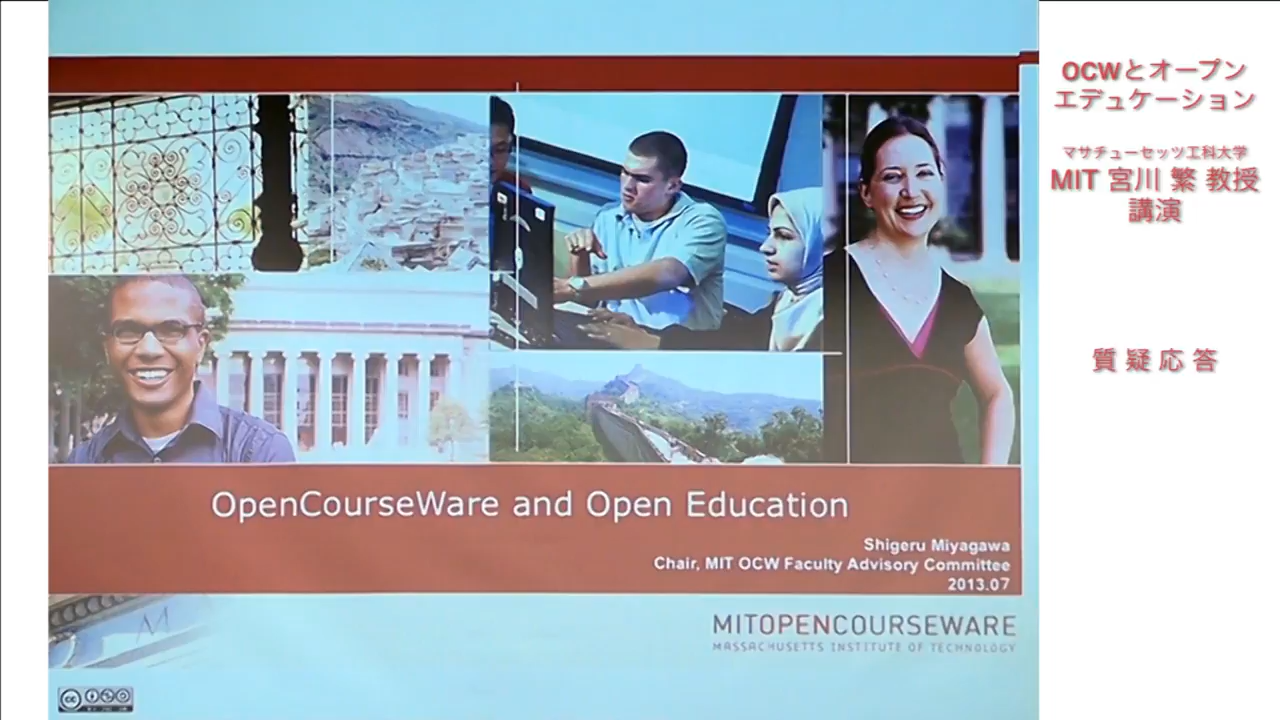 OpenCourseWare and Open Education
Shigeru Miyagawa
Chair, MIT OCW Faculty Advisory Committee
2013.07
MITOPENCOURSEWARE
MASSACHUSETTS INSTITUTE OF TECHNOLOGY
cc
OCWとオープン
エデュケーション
マサチューセッツ工科大学
MIT 宮川 繁 教授
講演
質 疑 応 答